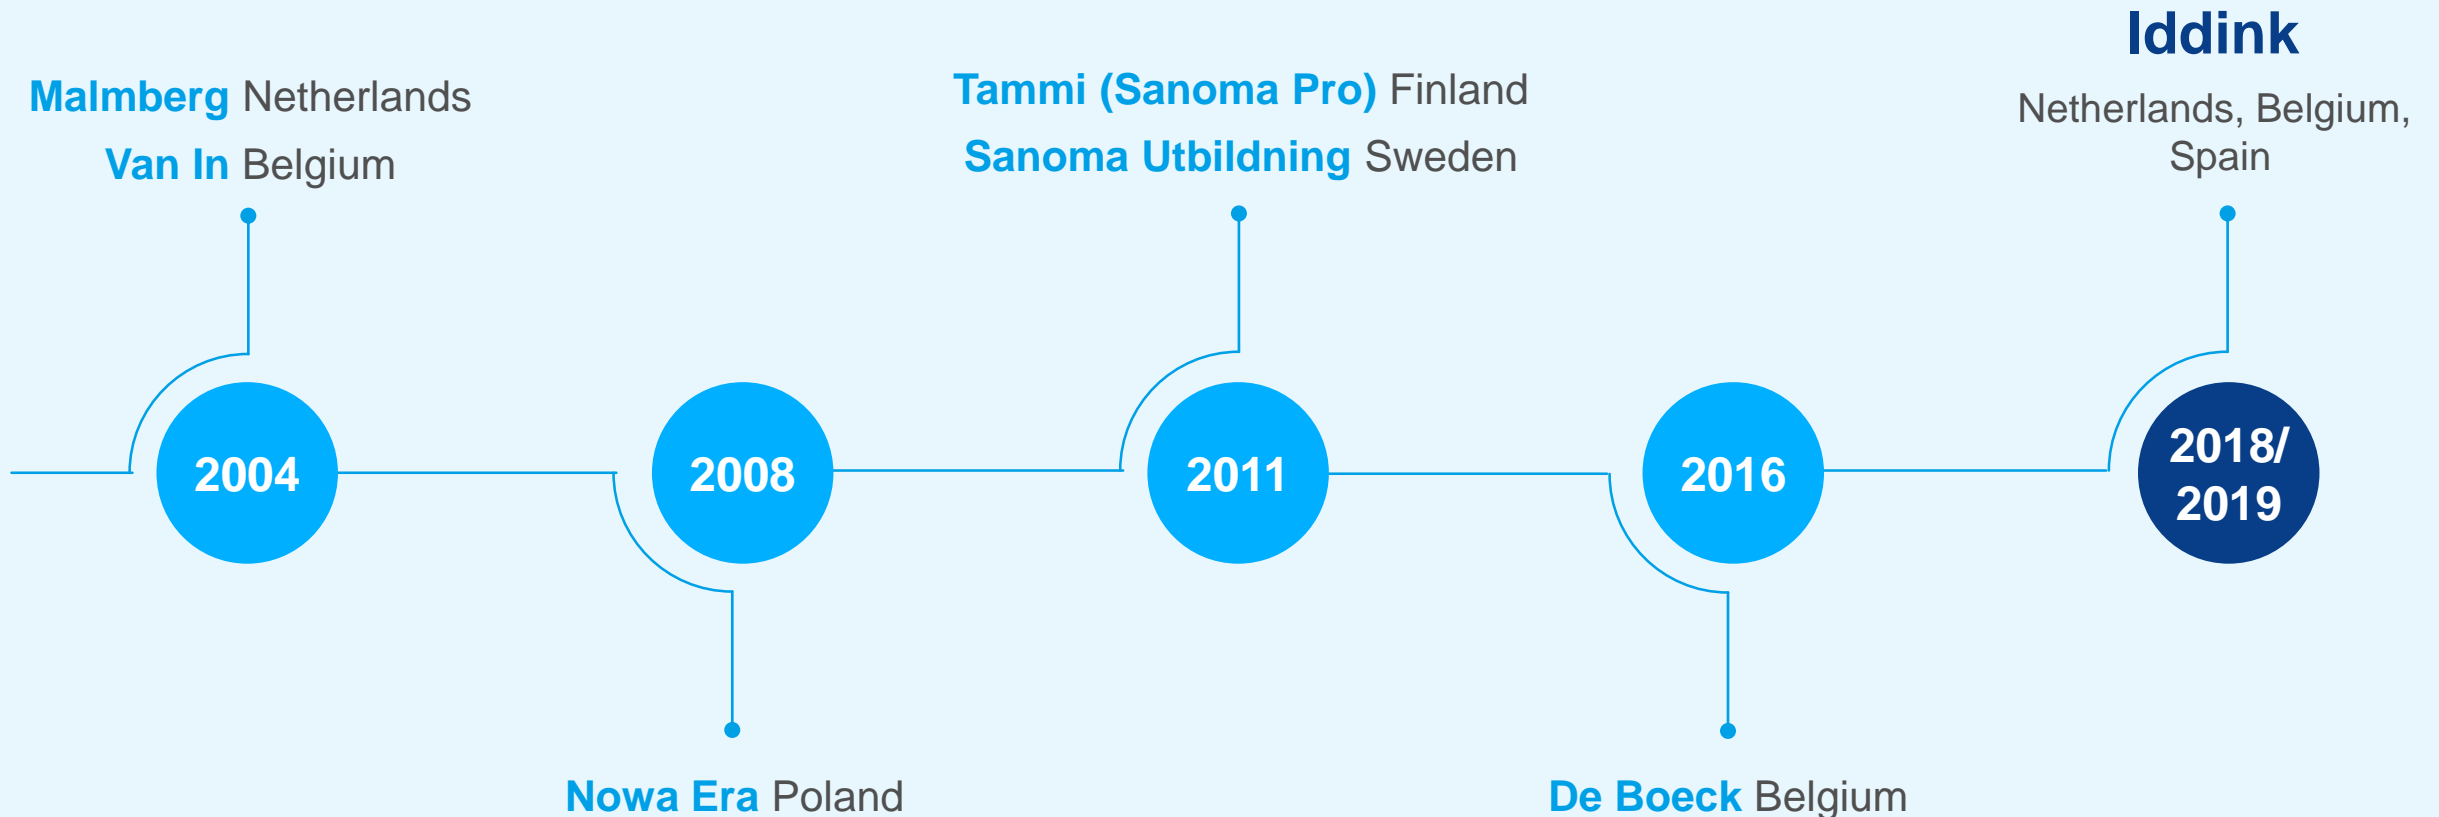 Malmberg Netherlands
Van In Belgium
Tammi (Sanoma Pro) Finland
Sanoma Utbildning Sweden
Iddink
Netherlands, Belgium,
Spain
2004
2008
2011
2016
2018/
2019
Nowa Era Poland
De Boeck Belgium